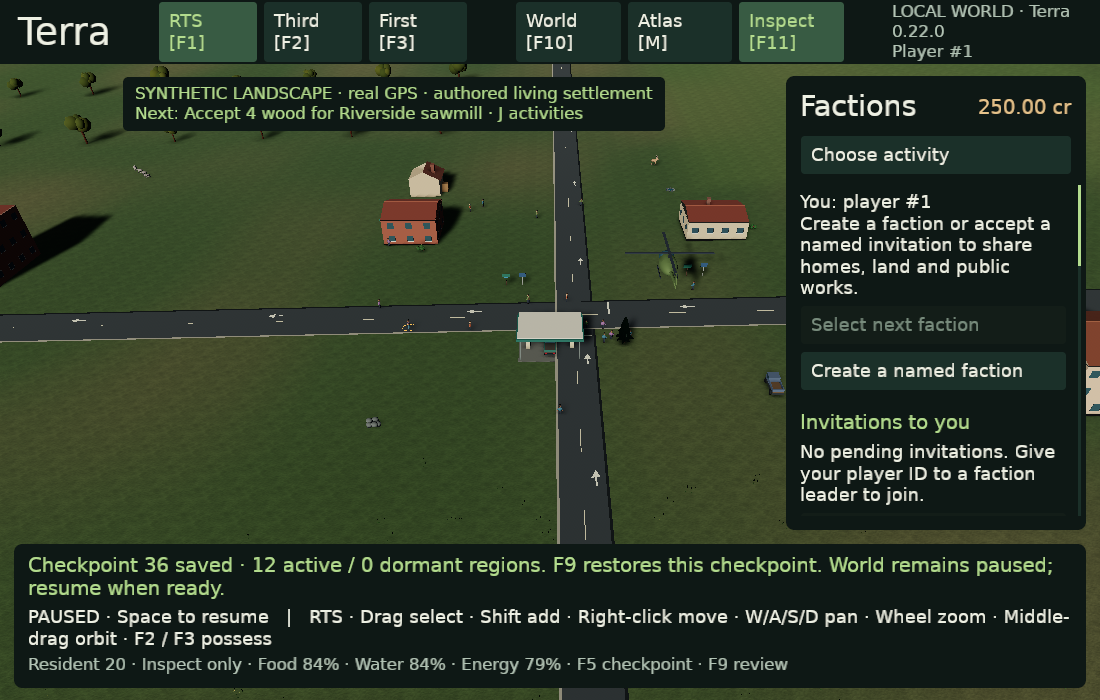 Terra
RTS
[F1]
Third
[F2]
First
[F3]
World
[F10]
Atlas
[M]
Inspect
[F11]
LOCAL WORLD · Terra
0.22.0
Player #1
SYNTHETIC LANDSCAPE · real GPS · authored living settlement
Next: Accept 4 wood for Riverside sawmill · J activities
Factions
250.00 cr
Choose activity
You: player #1
Create a faction or accept a
named invitation to share
homes, land and public
works.
Select next faction
Create a named faction
Invitations to you
No pending invitations. Give
your player ID to a faction
leader to join.
Checkpoint 36 saved · 12 active / 0 dormant regions. F9 restores this checkpoint. World remains paused;
resume when ready.
PAUSED · Space to resume | RTS · Drag select · Shift add · Right-click move · W/A/S/D pan · Wheel zoom · Middle-
drag orbit · F2 / F3 possess
Resident 20 · Inspect only · Food 84% · Water 84% · Energy 79% · F5 checkpoint · F9 review